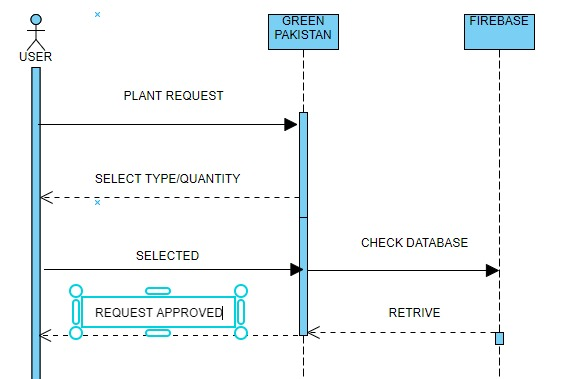 GREEN
PAKISTAN
FIREBASE
USER
PLANT REQUEST
SELECT TYPE/QUANTITY
CHECK DATABASE
SELECTED
REQUEST APPROVED
RETRIVE